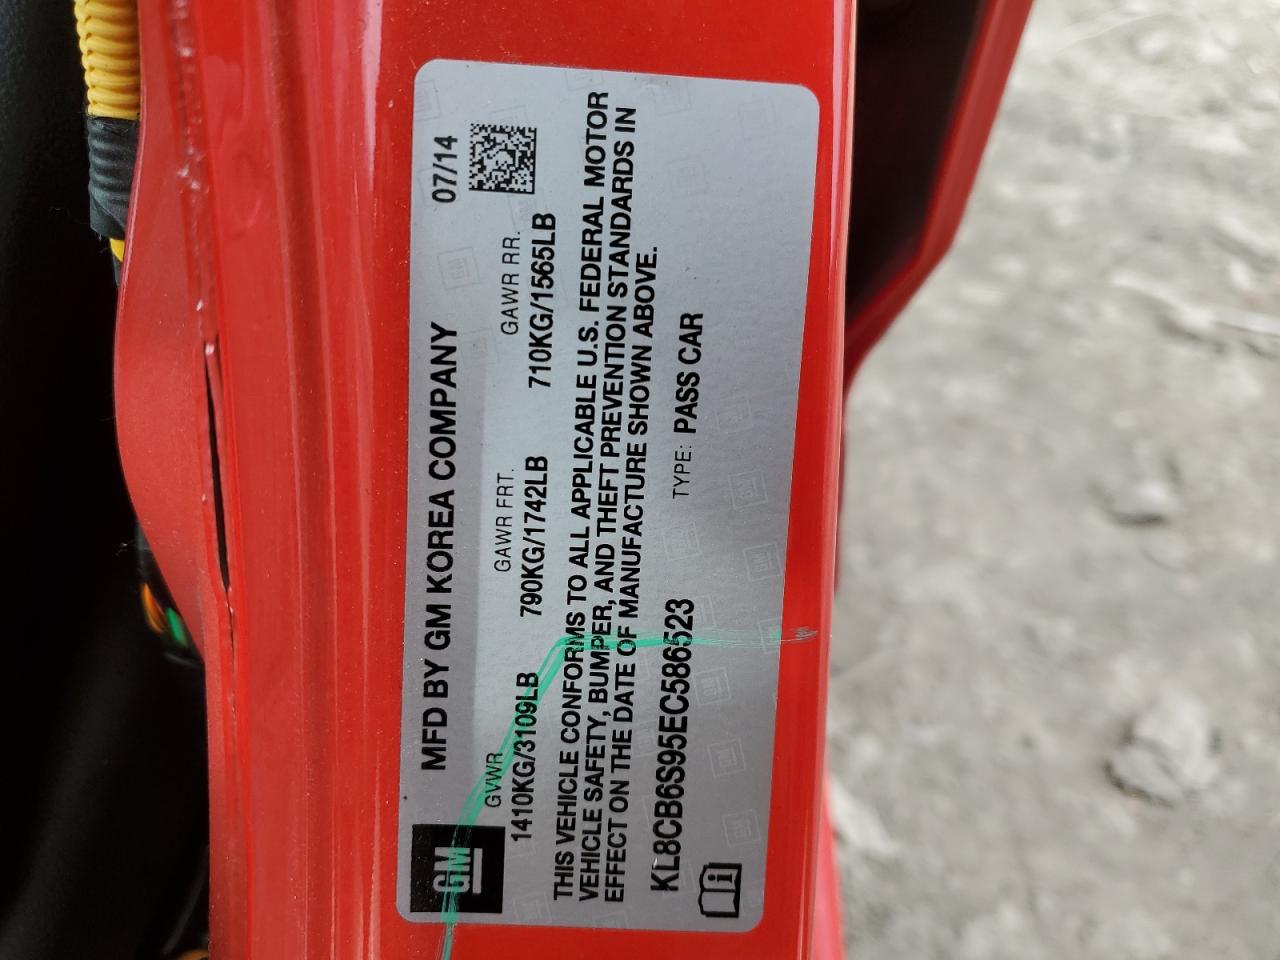 GM
MFD BY GM KOREA COMPANY 07/14
GVWR GAWR FRT. GAWR RR.
1410KG/3109LB 790KG/1742LB 710KG/1565LB
THIS VEHICLE CONFORMS TO ALL APPLICABLE U.S. FEDERAL MOTOR
VEHICLE SAFETY, BUMPER, AND THEFT PREVENTION STANDARDS IN
EFFECT ON THE DATE OF MANUFACTURE SHOWN ABOVE.
KL8CB6S95EC586523 TYPE: PASS CAR